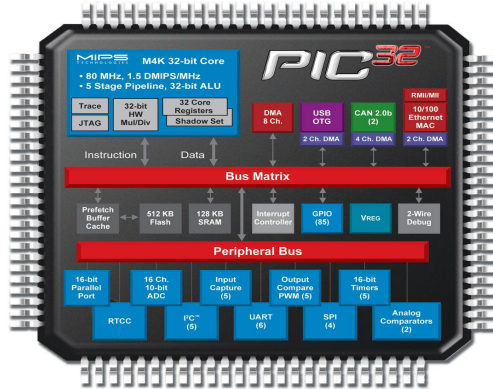 MIPS
TECHNOLOGIES
M4K 32-bit Core
• 80 MHz, 1.5 DMIPS/MHz
• 5 Stage Pipeline, 32-bit ALU
Trace
JTAG
32-bit
HW
Mul/Div
32 Core
Registers
Shadow Set
PIC32™
DMA
8 Ch.
USB
OTG
2 Ch. DMA
CAN 2.0b
(2)
4 Ch. DMA
RMII/MII
10/100
Ethernet
MAC
2 Ch. DMA
Instruction
Data
Bus Matrix
Prefetch
Buffer
Cache
512 KB
Flash
128 KB
SRAM
Interrupt
Controller
GPIO
(85)
VREG
2-Wire
Debug
Peripheral Bus
16-bit
Parallel
Port
16 Ch.
10-bit
ADC
Input
Capture
(5)
Output
Compare
PWM (5)
16-bit
Timers
(5)
RTCC
I²C™
(5)
UART
(6)
SPI
(4)
Analog
Comparators
(2)